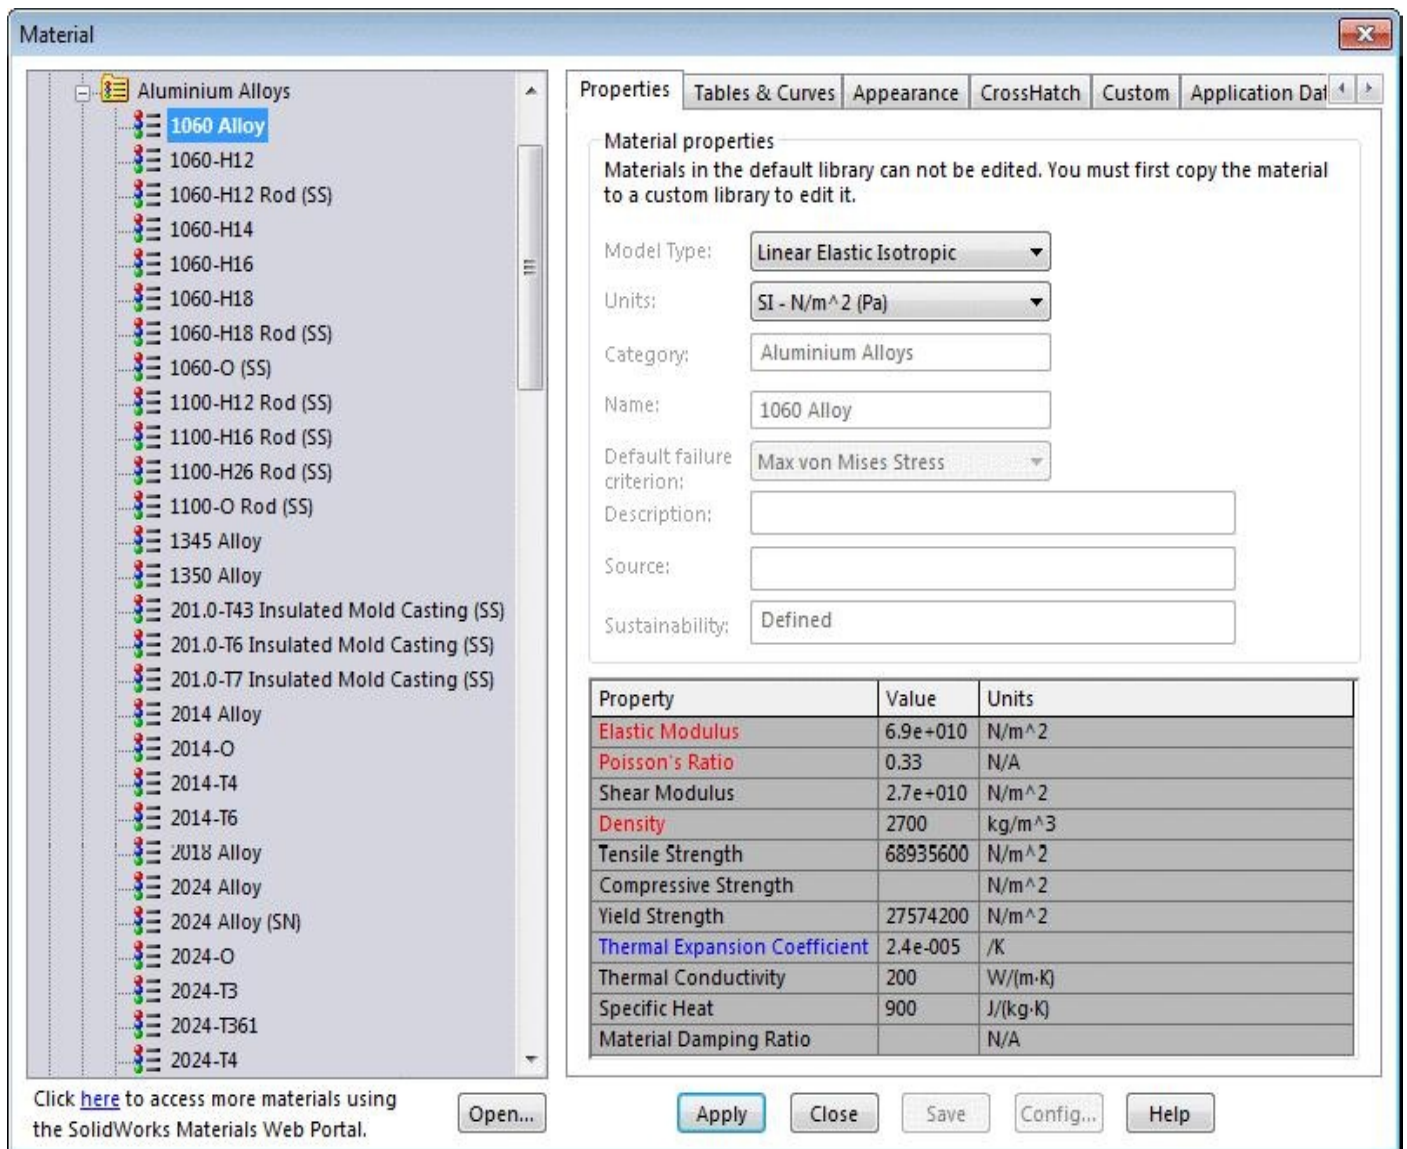 Material
Aluminium Alloys
1060 Alloy
1060-H12
1060-H12 Rod (SS)
1060-H14
1060-H16
1060-H18
1060-H18 Rod (SS)
1060-O (SS)
1100-H12 Rod (SS)
1100-H16 Rod (SS)
1100-H26 Rod (SS)
1100-O Rod (SS)
1345 Alloy
1350 Alloy
201.0-T43 Insulated Mold Casting (SS)
201.0-T6 Insulated Mold Casting (SS)
201.0-T7 Insulated Mold Casting (SS)
2014 Alloy
2014-O
2014-T4
2014-T6
2018 Alloy
2024 Alloy
2024 Alloy (SN)
2024-O
2024-T3
2024-T361
2024-T4
Click here to access more materials using
the SolidWorks Materials Web Portal.
Open...
Properties Tables & Curves Appearance CrossHatch Custom Application Dat
Material properties
Materials in the default library can not be edited. You must first copy the material
to a custom library to edit it.
Model Type: Linear Elastic Isotropic
Units: SI - N/m^2 (Pa)
Category: Aluminium Alloys
Name: 1060 Alloy
Default failure
criterion: Max von Mises Stress
Description:
Source:
Sustainability: Defined
Property Value Units
Elastic Modulus 6.9e+010 N/m^2
Poisson's Ratio 0.33 N/A
Shear Modulus 2.7e+010 N/m^2
Density 2700 kg/m^3
Tensile Strength 68935600 N/m^2
Compressive Strength N/m^2
Yield Strength 27574200 N/m^2
Thermal Expansion Coefficient 2.4e-005 /K
Thermal Conductivity 200 W/(m·K)
Specific Heat 900 J/(kg·K)
Material Damping Ratio N/A
Apply Close Save Config... Help